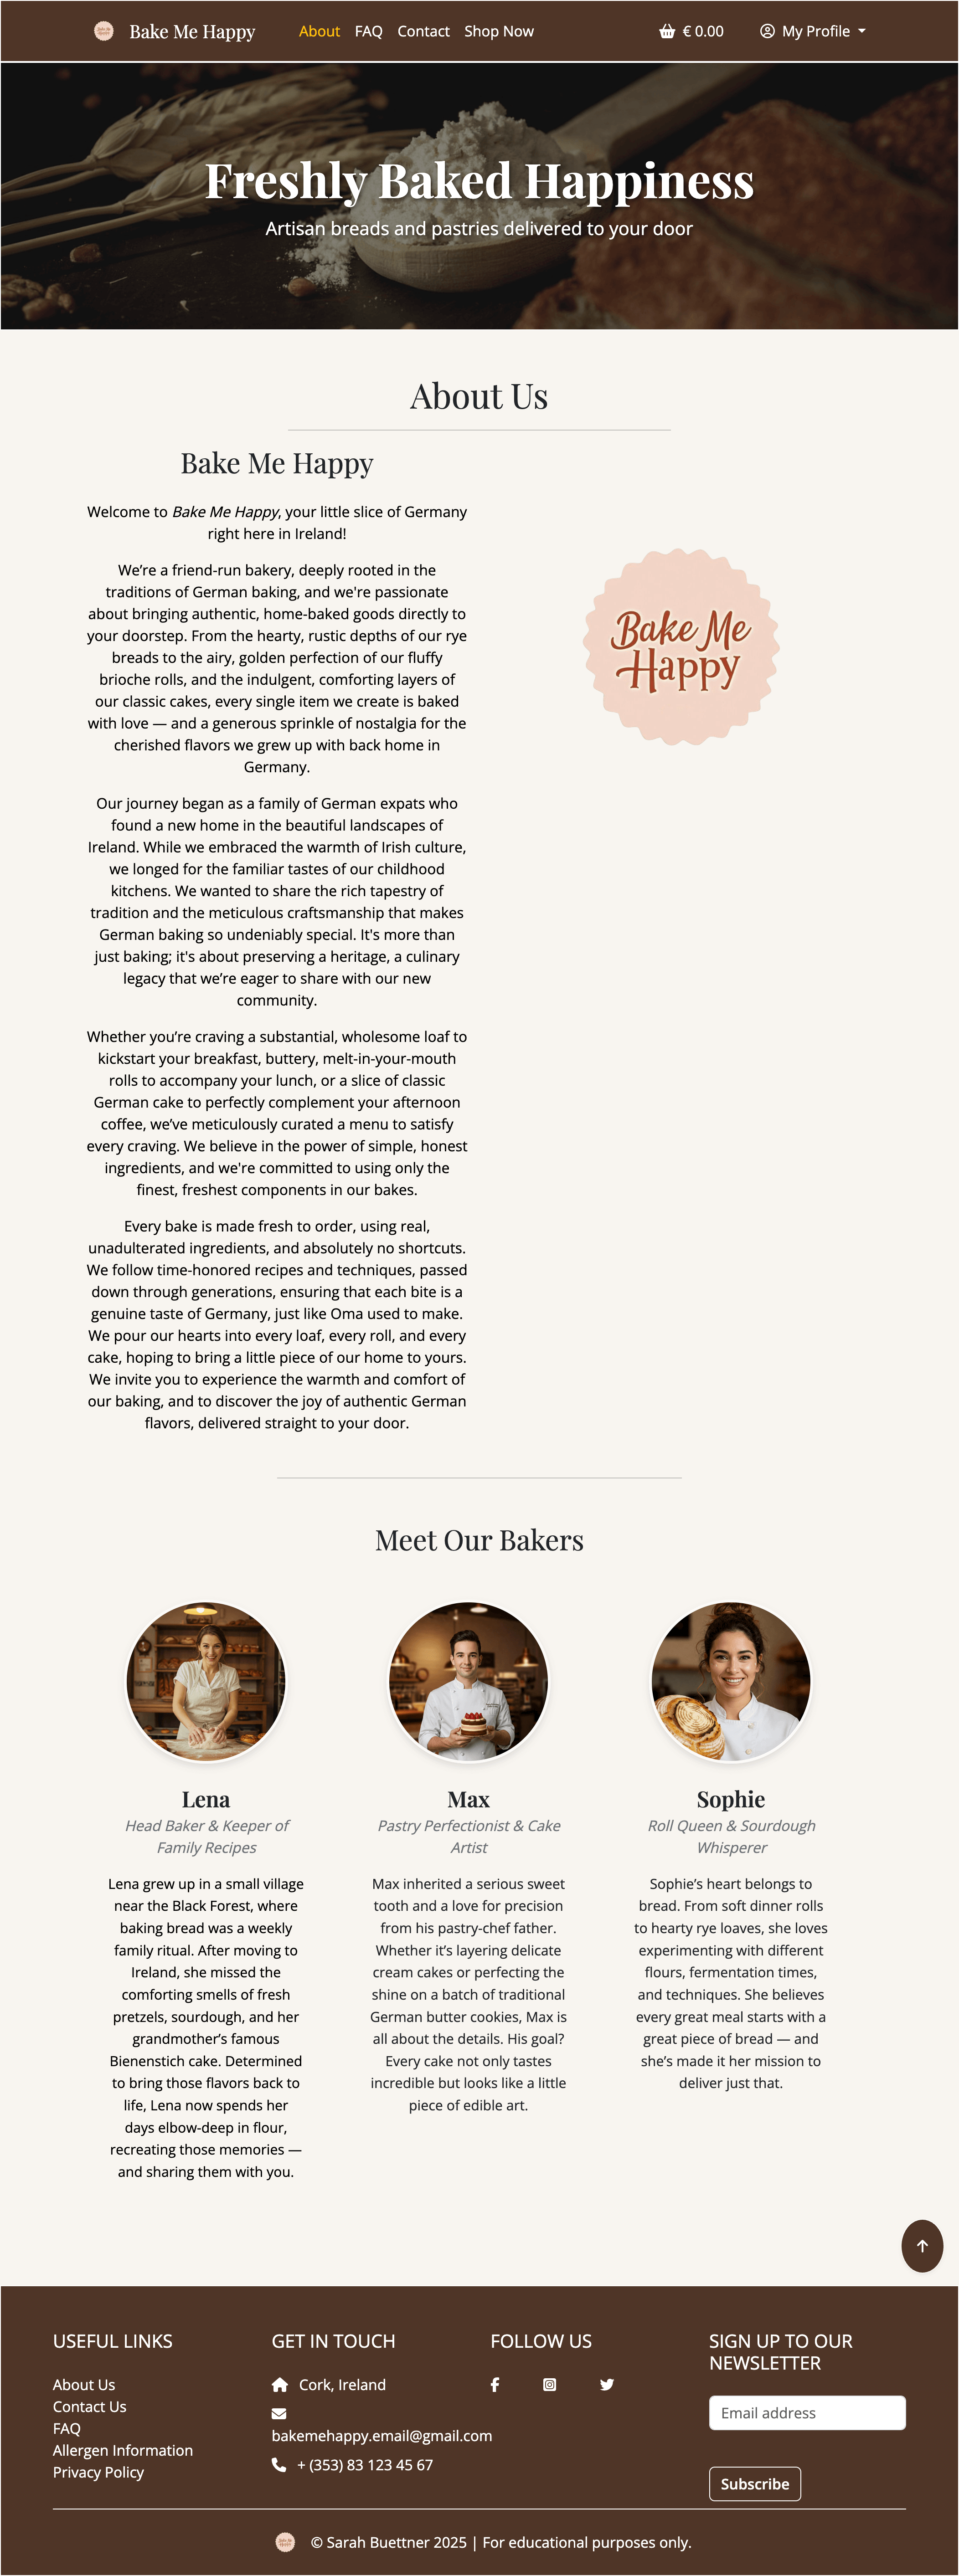 Bake Me Happy About FAQ Contact Shop Now € 0.00 My Profile
Freshly Baked Happiness
Artisan breads and pastries delivered to your door
About Us
Bake Me Happy
Welcome to Bake Me Happy, your little slice of Germany
right here in Ireland!
We’re a friend-run bakery, deeply rooted in the
traditions of German baking, and we're passionate
about bringing authentic, home-baked goods directly to
your doorstep. From the hearty, rustic depths of our rye
breads to the airy, golden perfection of our fluffy
brioche rolls, and the indulgent, comforting layers of
our classic cakes, every single item we create is baked
with love — and a generous sprinkle of nostalgia for the
cherished flavors we grew up with back home in
Germany.
Our journey began as a family of German expats who
found a new home in the beautiful landscapes of
Ireland. While we embraced the warmth of Irish culture,
we longed for the familiar tastes of our childhood
kitchens. We wanted to share the rich tapestry of
tradition and the meticulous craftsmanship that makes
German baking so undeniably special. It's more than
just baking; it's about preserving a heritage, a culinary
legacy that we’re eager to share with our new
community.
Whether you’re craving a substantial, wholesome loaf to
kickstart your breakfast, buttery, melt-in-your-mouth
rolls to accompany your lunch, or a slice of classic
German cake to perfectly complement your afternoon
coffee, we’ve meticulously curated a menu to satisfy
every craving. We believe in the power of simple, honest
ingredients, and we're committed to using only the
finest, freshest components in our bakes.
Every bake is made fresh to order, using real,
unadulterated ingredients, and absolutely no shortcuts.
We follow time-honored recipes and techniques, passed
down through generations, ensuring that each bite is a
genuine taste of Germany, just like Oma used to make.
We pour our hearts into every loaf, every roll, and every
cake, hoping to bring a little piece of our home to yours.
We invite you to experience the warmth and comfort of
our baking, and to discover the joy of authentic German
flavors, delivered straight to your door.
Bake Me
Happy
Meet Our Bakers
Lena
Head Baker & Keeper of
Family Recipes
Lena grew up in a small village
near the Black Forest, where
baking bread was a weekly
family ritual. After moving to
Ireland, she missed the
comforting smells of fresh
pretzels, sourdough, and her
grandmother’s famous
Bienenstich cake. Determined
to bring those flavors back to
life, Lena now spends her
days elbow-deep in flour,
recreating those memories —
and sharing them with you.
Max
Pastry Perfectionist & Cake
Artist
Max inherited a serious sweet
tooth and a love for precision
from his pastry-chef father.
Whether it’s layering delicate
cream cakes or perfecting the
shine on a batch of traditional
German butter cookies, Max is
all about the details. His goal?
Every cake not only tastes
incredible but looks like a little
piece of edible art.
Sophie
Roll Queen & Sourdough
Whisperer
Sophie’s heart belongs to
bread. From soft dinner rolls
to hearty rye loaves, she loves
experimenting with different
flours, fermentation times,
and techniques. She believes
every great meal starts with a
great piece of bread — and
she’s made it her mission to
deliver just that.
USEFUL LINKS
About Us
Contact Us
FAQ
Allergen Information
Privacy Policy
GET IN TOUCH
Cork, Ireland
bakemehappy.email@gmail.com
+ (353) 83 123 45 67
FOLLOW US
SIGN UP TO OUR
NEWSLETTER
Email address
Subscribe
© Sarah Buettner 2025 | For educational purposes only.